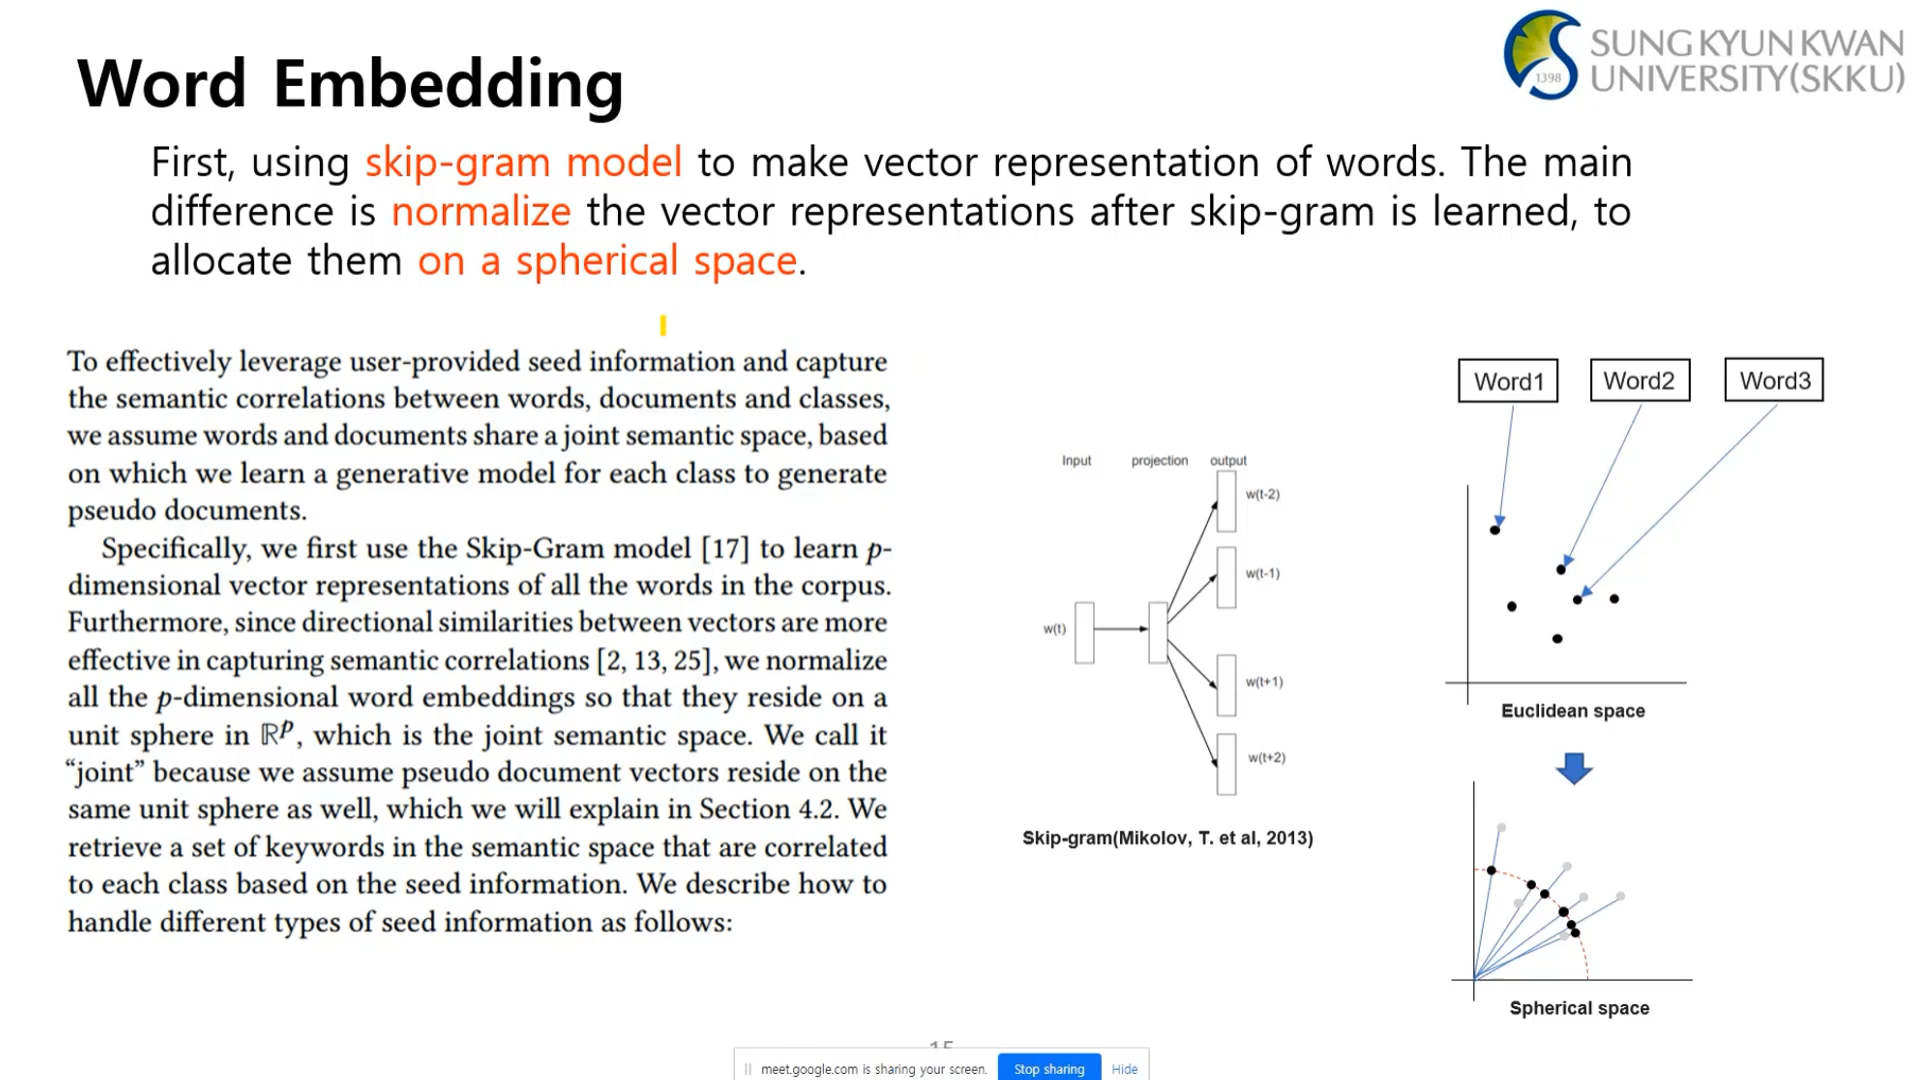 SUNG KYUN KWAN
UNIVERSITY(SKKU)
1398
Word Embedding
First, using skip-gram model to make vector representation of words. The main
difference is normalize the vector representations after skip-gram is learned, to
allocate them on a spherical space.
To effectively leverage user-provided seed information and capture
the semantic correlations between words, documents and classes,
we assume words and documents share a joint semantic space, based
on which we learn a generative model for each class to generate
pseudo documents.
Specifically, we first use the Skip-Gram model [17] to learn p-
dimensional vector representations of all the words in the corpus.
Furthermore, since directional similarities between vectors are more
effective in capturing semantic correlations [2, 13, 25], we normalize
all the p-dimensional word embeddings so that they reside on a
unit sphere in ℝᵖ, which is the joint semantic space. We call it
“joint” because we assume pseudo document vectors reside on the
same unit sphere as well, which we will explain in Section 4.2. We
retrieve a set of keywords in the semantic space that are correlated
to each class based on the seed information. We describe how to
handle different types of seed information as follows:
Input projection output
w(t-2)
w(t-1)
w(t)
w(t+1)
w(t+2)
Skip-gram(Mikolov, T. et al, 2013)
Word1 Word2 Word3
Euclidean space
Spherical space
15
meet.google.com is sharing your screen. Stop sharing Hide